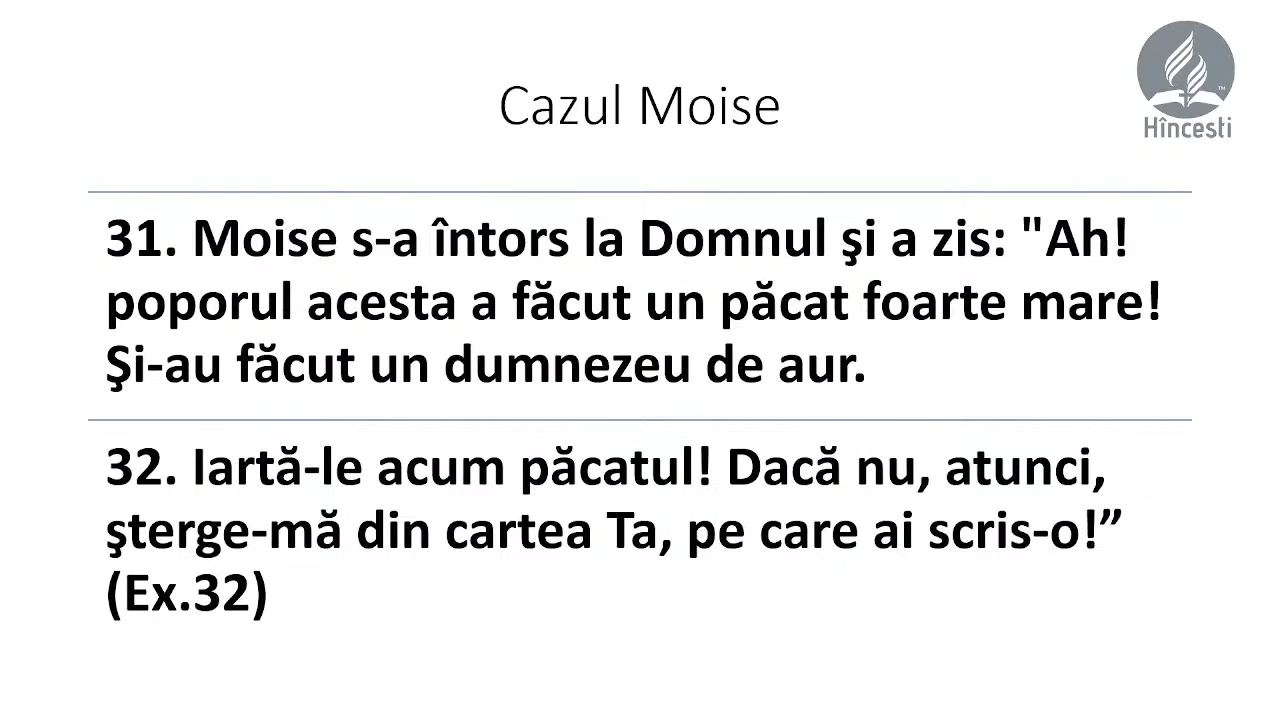 Cazul Moise
Hîncești
31. Moise s-a întors la Domnul şi a zis: "Ah!
poporul acesta a făcut un păcat foarte mare!
Şi-au făcut un dumnezeu de aur.
32. Iartă-le acum păcatul! Dacă nu, atunci,
şterge-mă din cartea Ta, pe care ai scris-o!”
(Ex.32)